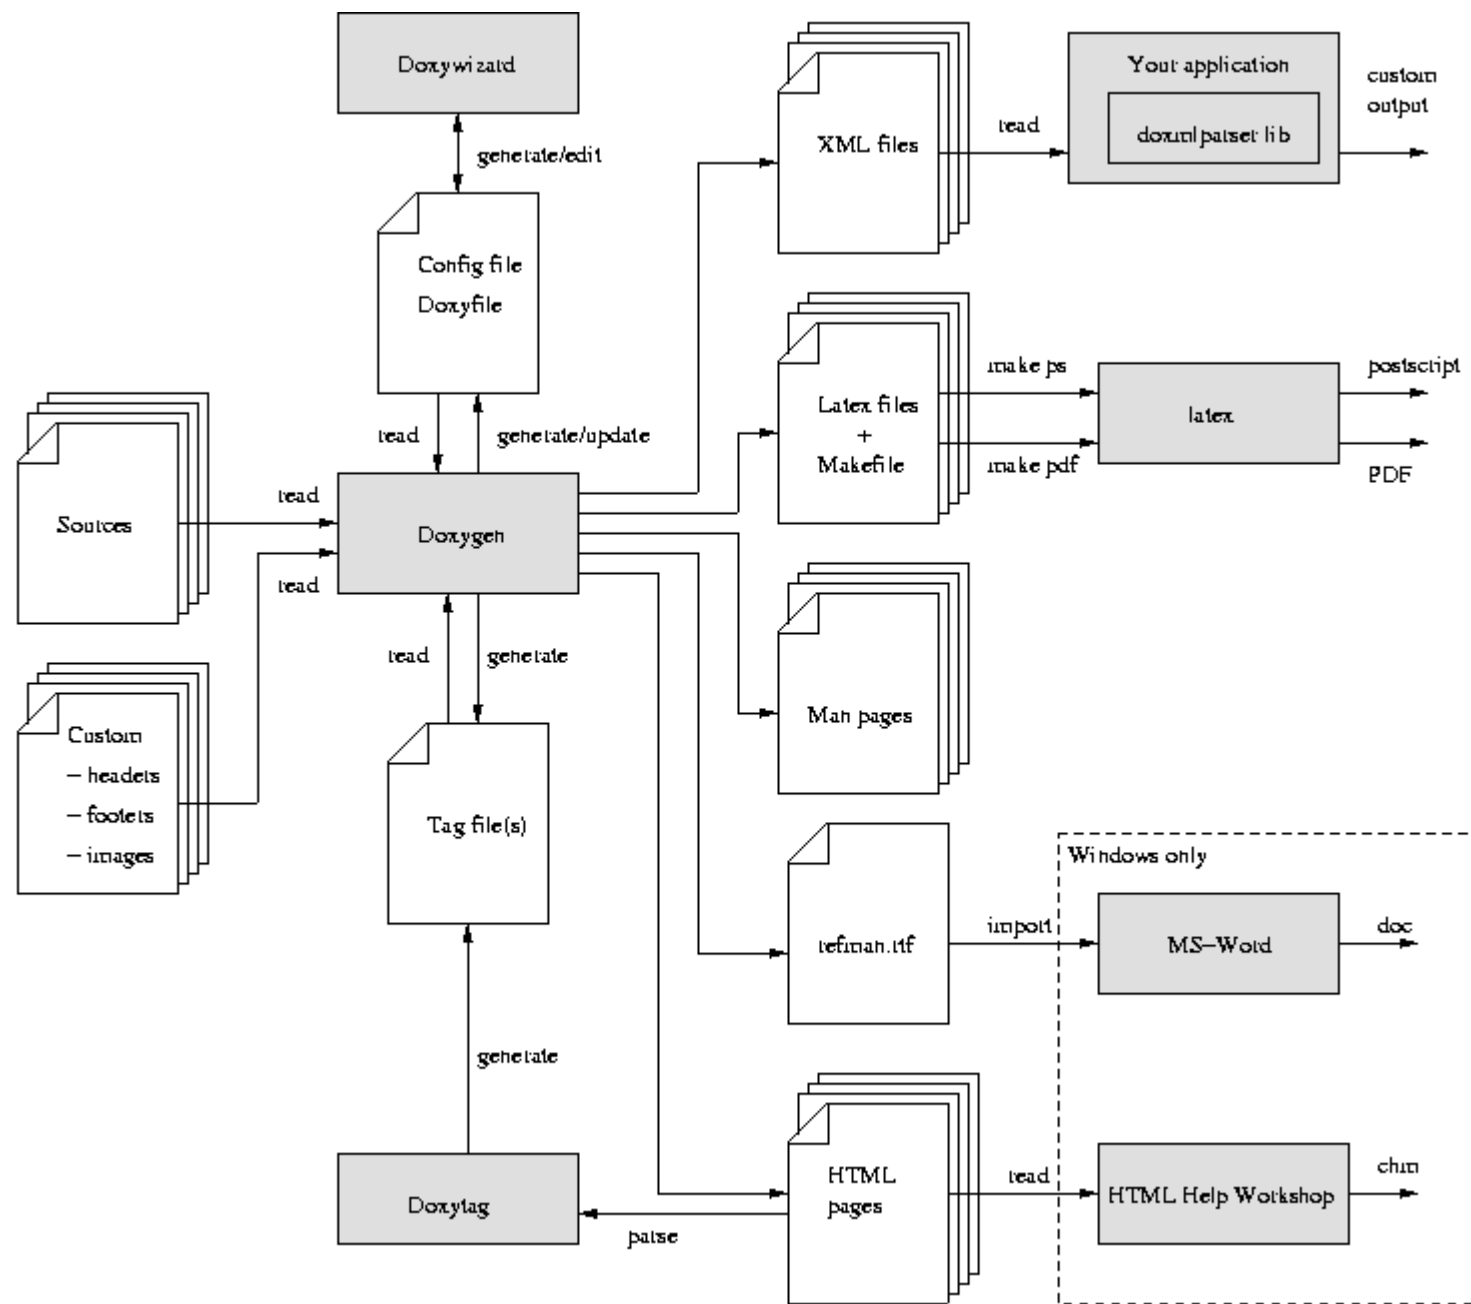 Doxywizard
generate/edit
Config file
Doxyfile
read
generate/update
Sources
read
read
Doxygen
Custom
– headers
– footers
– images
read
generate
Tag file(s)
generate
Doxytag
parse
XML files
read
Your application
doxmlparser lib
custom
output
Latex files
+
Makefile
make ps
make pdf
latex
postscript
PDF
Man pages
refman.rtf
import
Windows only
MS–Word
doc
HTML
pages
read
HTML Help Workshop
chm